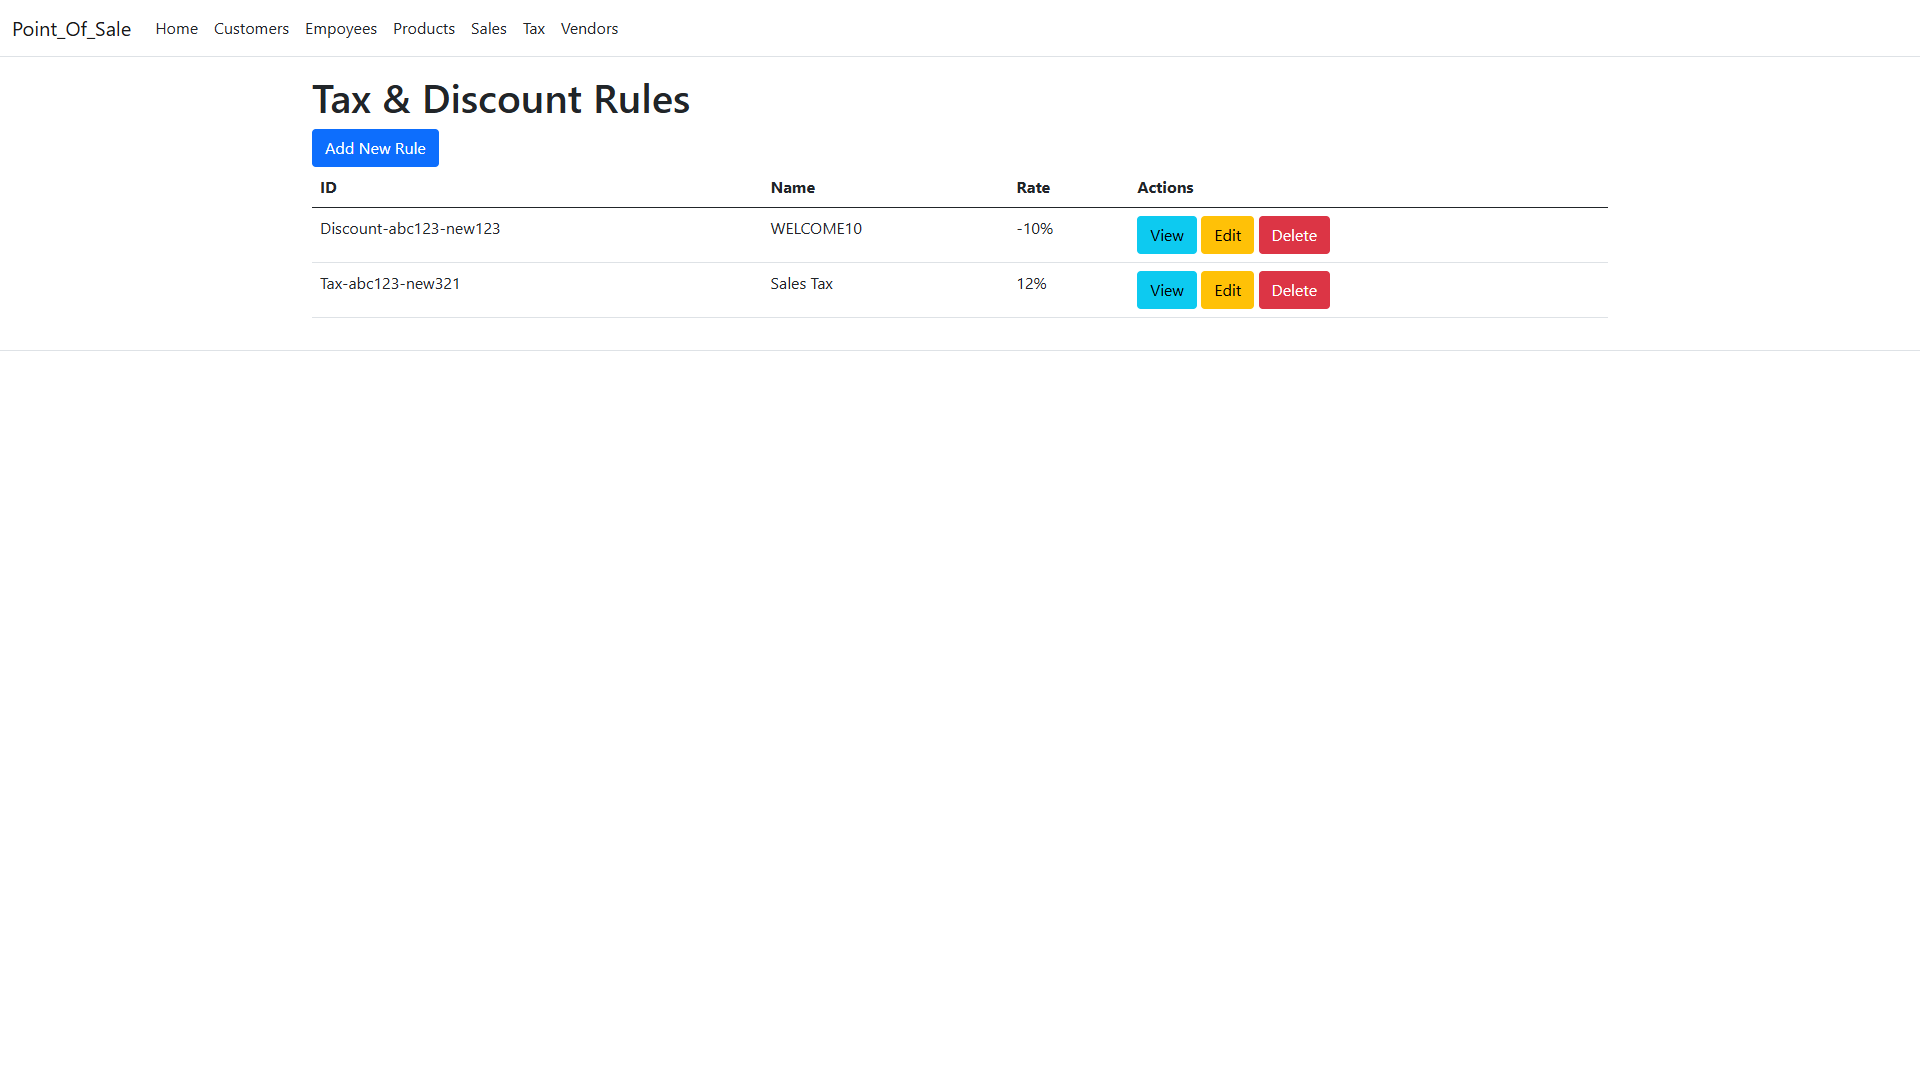 Point_Of_Sale Home Customers Empoyees Products Sales Tax Vendors
Tax & Discount Rules
Add New Rule
ID Name Rate Actions
Discount-abc123-new123 WELCOME10 -10% View Edit Delete
Tax-abc123-new321 Sales Tax 12% View Edit Delete